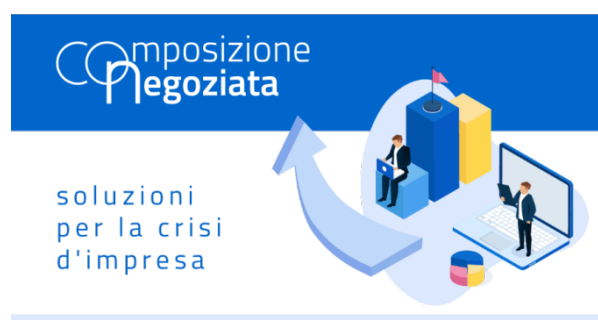 composizione
negoziata
soluzioni
per la crisi
d'impresa